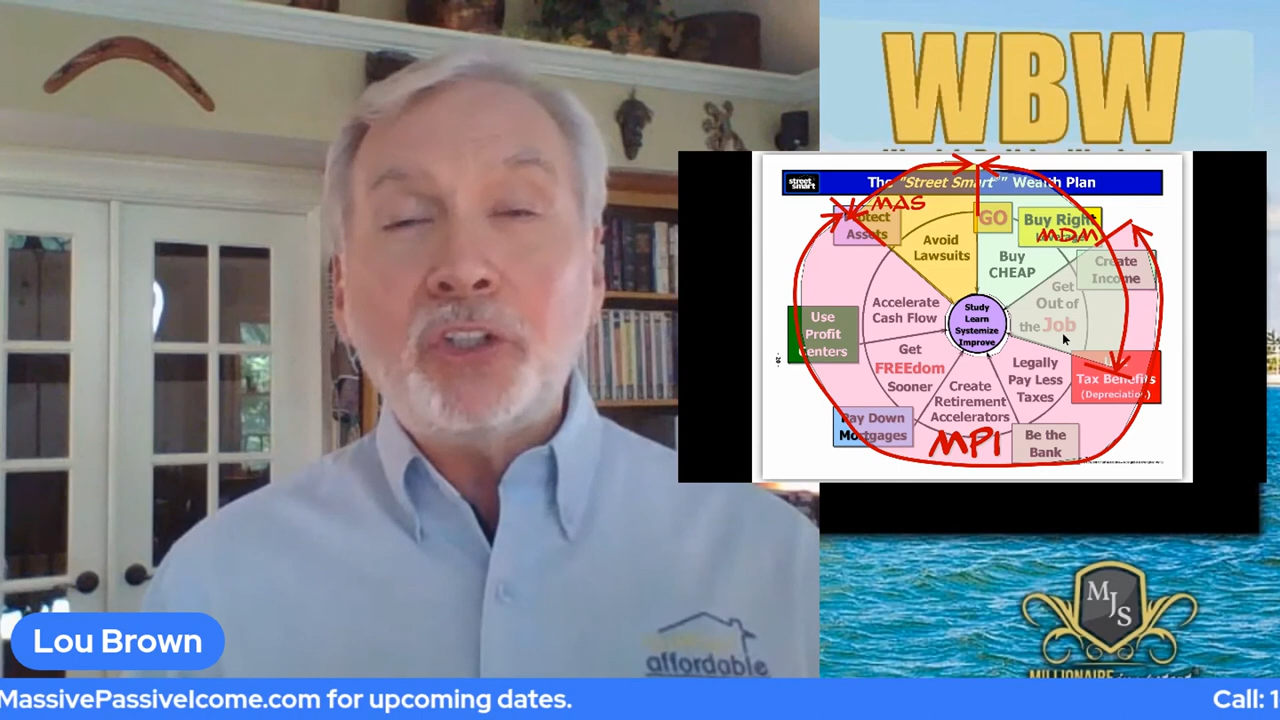 WBW
street
smart
The "Street Smart" Wealth Plan
MAS
Protect
Assets
GO
Buy Right
MDM
Avoid
Lawsuits
Buy
CHEAP
Create
Income
Get
Out of
the Job
Accelerate
Cash Flow
Study
Learn
Systemize
Improve
Use
Profit
Centers
Get
FREEdom
Sooner
Legally
Pay Less
Taxes
Tax Benefits
(Depreciation)
Create
Retirement
Accelerators
Pay Down
Mortgages
MPI
Be the
Bank
MJS
MILLIONAIRE
affordable
Lou Brown
MassivePassiveIcome.com for upcoming dates.
Call: 1